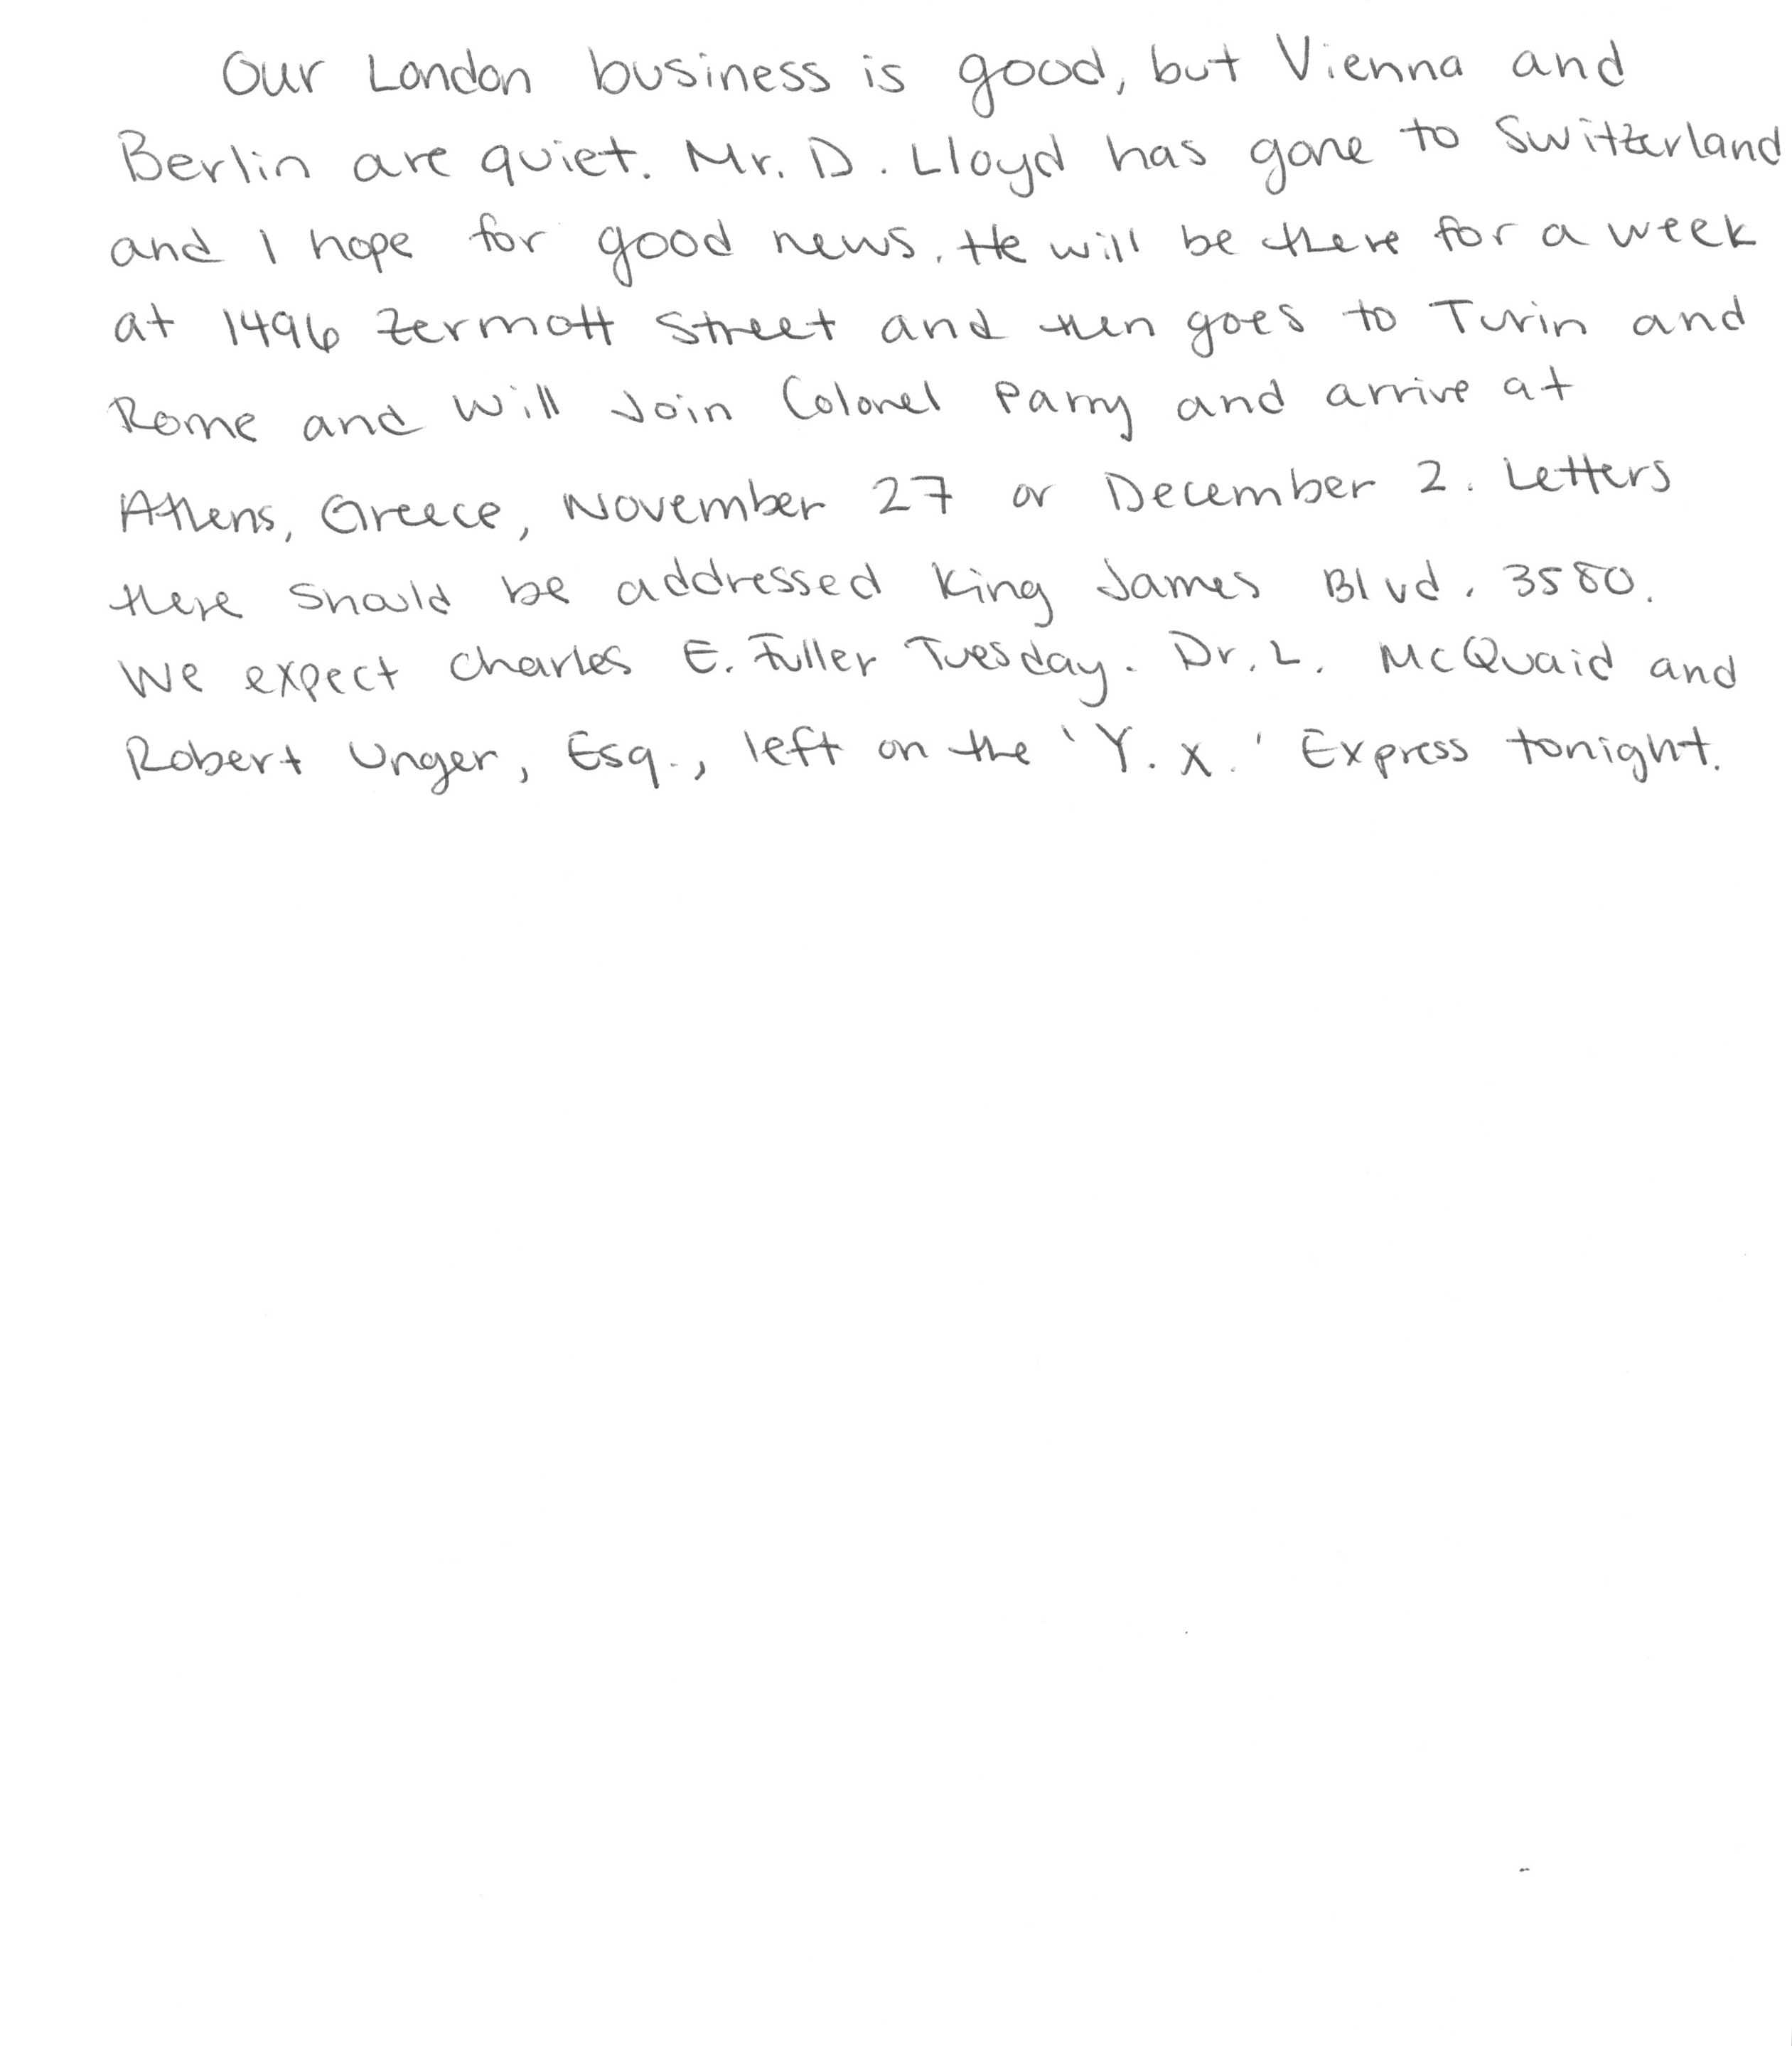 Our London business is good, but Vienna and
Berlin are quiet. Mr. D. Lloyd has gone to Switzerland
and I hope for good news. He will be there for a week
at 1496 Zermott Street and then goes to Turin and
Rome and will join Colonel Parry and arrive at
Athens, Greece, November 27 or December 2. Letters
there should be addressed King James Blvd. 3580.
We expect Charles E. Fuller Tuesday. Dr. L. McQuaid and
Robert Unger, Esq., left on the 'Y. X.' Express tonight.